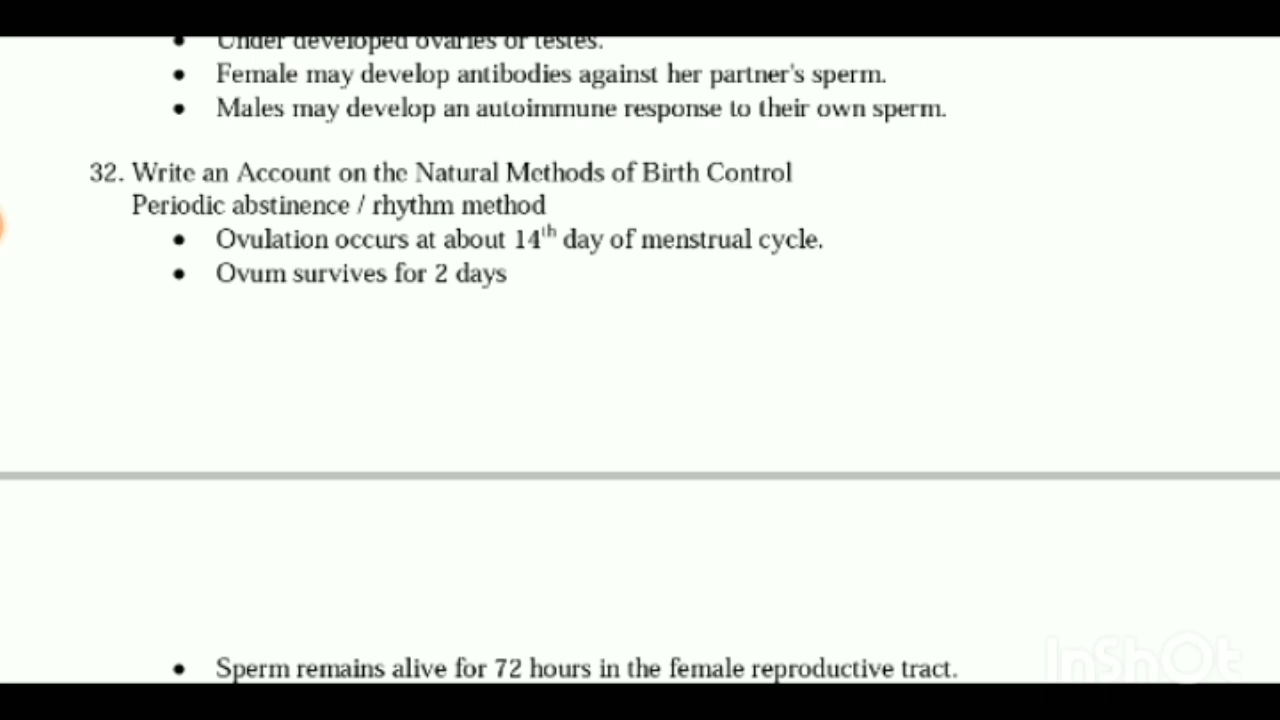 • Under developed ovaries or testes.
• Female may develop antibodies against her partner's sperm.
• Males may develop an autoimmune response to their own sperm.
32. Write an Account on the Natural Methods of Birth Control
Periodic abstinence / rhythm method
• Ovulation occurs at about 14th day of menstrual cycle.
• Ovum survives for 2 days
• Sperm remains alive for 72 hours in the female reproductive tract.
InShOt